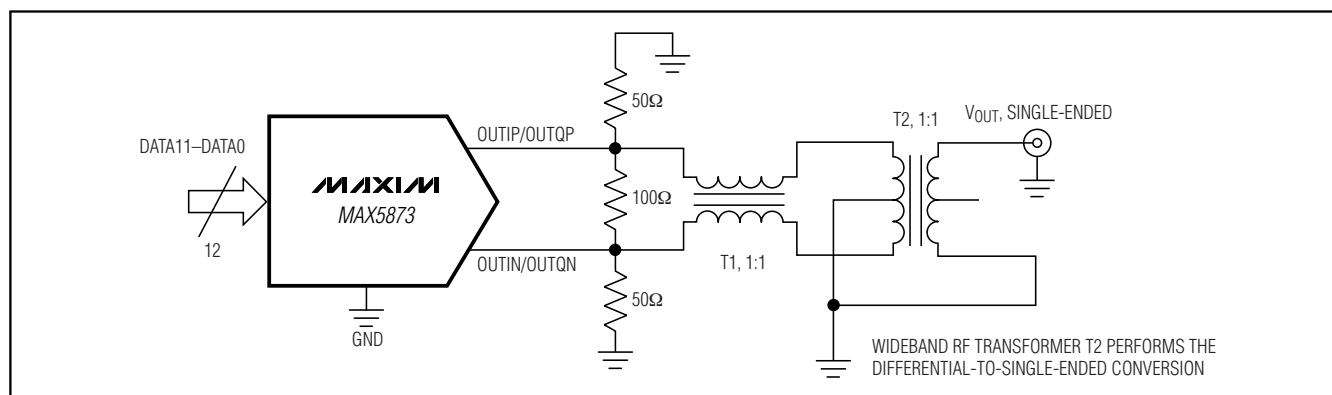 50Ω
T2, 1:1
VOUT, SINGLE-ENDED
DATA11–DATA0
OUTIP/OUTQP
MAXIM
MAX5873
100Ω
12
OUTIN/OUTQN
T1, 1:1
50Ω
GND
WIDEBAND RF TRANSFORMER T2 PERFORMS THE
DIFFERENTIAL-TO-SINGLE-ENDED CONVERSION